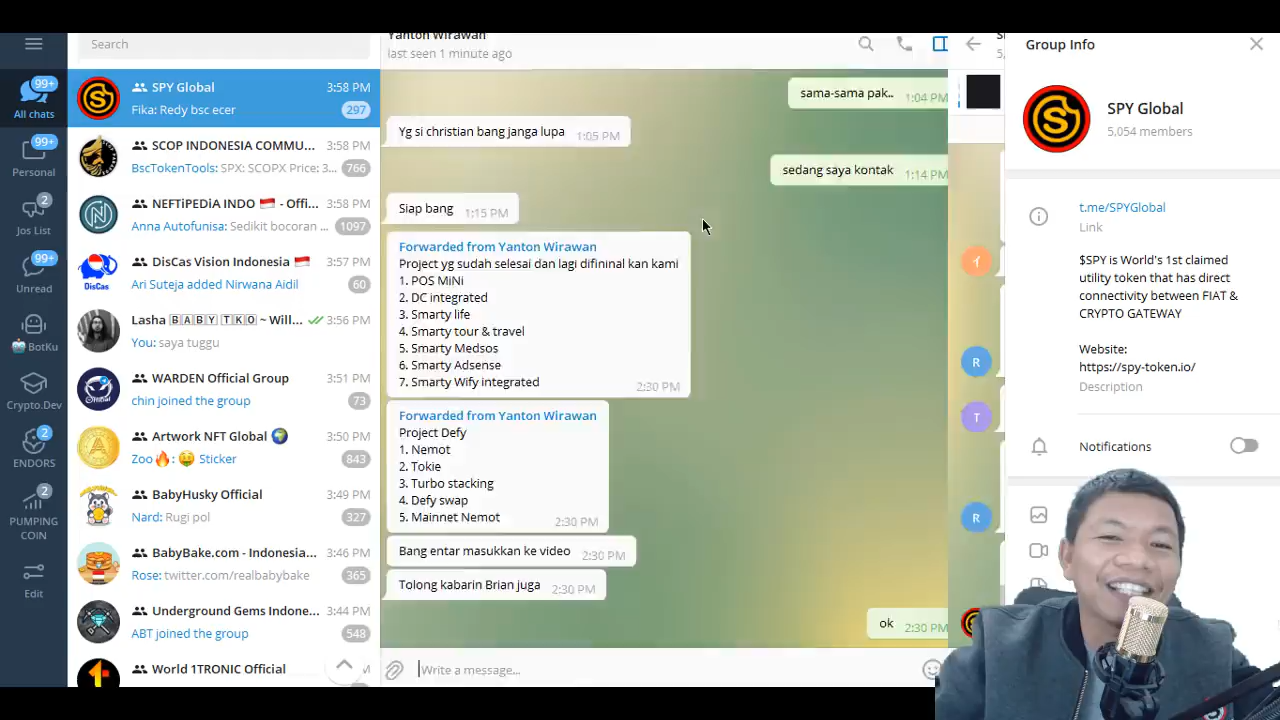 Search
99+
All chats
99+
Personal
2
Jos List
99+
Unread
BotKu
Crypto.Dev
2
ENDORS
2
PUMPING
COIN
Edit
SPY Global 3:58 PM
Fika: Redy bsc ecer 297
SCOP INDONESIA COMMU... 3:58 PM
BscTokenTools: SPX: SCOPX Price: 3... 766
NEFTiPEDiA INDO 🇮🇩 - Offi... 3:58 PM
Anna Autofunisa: Sedikit bocoran ... 1097
DisCas Vision Indonesia 🇮🇩 3:57 PM
DisCas
Ari Suteja added Nirwana Aidil 60
Lasha 🄱🄰🄱🅈 🅃🄺🄾 ~ Will... 3:56 PM
You: saya tuggu
WARDEN Official Group 3:51 PM
chin joined the group 73
Artwork NFT Global 🌍 3:50 PM
Zoo🔥: 🤑 Sticker 843
BabyHusky Official 3:49 PM
Nard: Rugi pol 327
BabyBake.com - Indonesia... 3:46 PM
Rose: twitter.com/realbabybake 365
Underground Gems Indone... 3:44 PM
ABT joined the group 548
World 1TRONIC Official
Yanton Wirawan
last seen 1 minute ago
sama-sama pak.. 1:04 PM
Yg si christian bang janga lupa 1:05 PM
sedang saya kontak 1:14 PM
Siap bang 1:15 PM
Forwarded from Yanton Wirawan
Project yg sudah selesai dan lagi difininal kan kami
1. POS MiNi
2. DC integrated
3. Smarty life
4. Smarty tour & travel
5. Smarty Medsos
6. Smarty Adsense
7. Smarty Wify integrated 2:30 PM
Forwarded from Yanton Wirawan
Project Defy
1. Nemot
2. Tokie
3. Turbo stacking
4. Defy swap
5. Mainnet Nemot 2:30 PM
Bang entar masukkan ke video 2:30 PM
Tolong kabarin Brian juga 2:30 PM
ok 2:30 PM
Write a message...
R
T
R
Group Info
SPY Global
5,054 members
t.me/SPYGlobal
Link
$SPY is World's 1st claimed
utility token that has direct
connectivity between FIAT &
CRYPTO GATEWAY
Website:
https://spy-token.io/
Description
Notifications